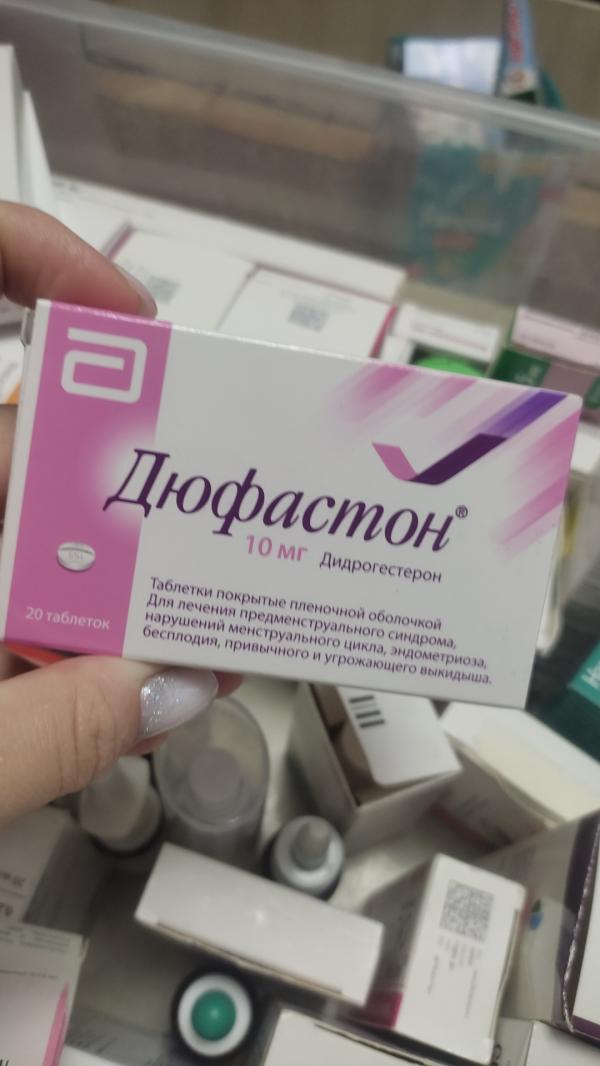 Дюфастон®
10 мг Дидрогестерон
Таблетки покрытые пленочной оболочкой
Для лечения предменструального синдрома,
нарушений менструального цикла, эндометриоза,
бесплодия, привычного и угрожающего выкидыша.
20 таблеток